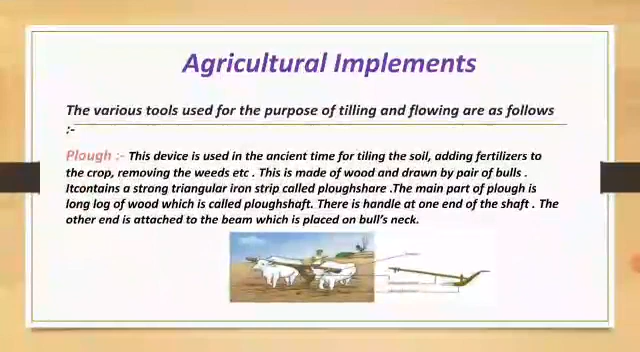 Agricultural Implements
The various tools used for the purpose of tilling and flowing are as follows
:-
Plough :- This device is used in the ancient time for tiling the soil, adding fertilizers to
the crop, removing the weeds etc . This is made of wood and drawn by pair of bulls .
Itcontains a strong triangular iron strip called ploughshare .The main part of plough is
long log of wood which is called ploughshaft. There is handle at one end of the shaft . The
other end is attached to the beam which is placed on bull's neck.